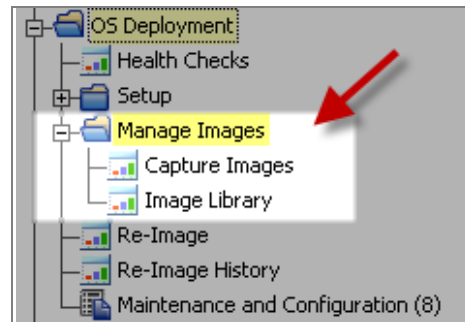 OS Deployment
Health Checks
Setup
Manage Images
Capture Images
Image Library
Re-Image
Re-Image History
Maintenance and Configuration (8)